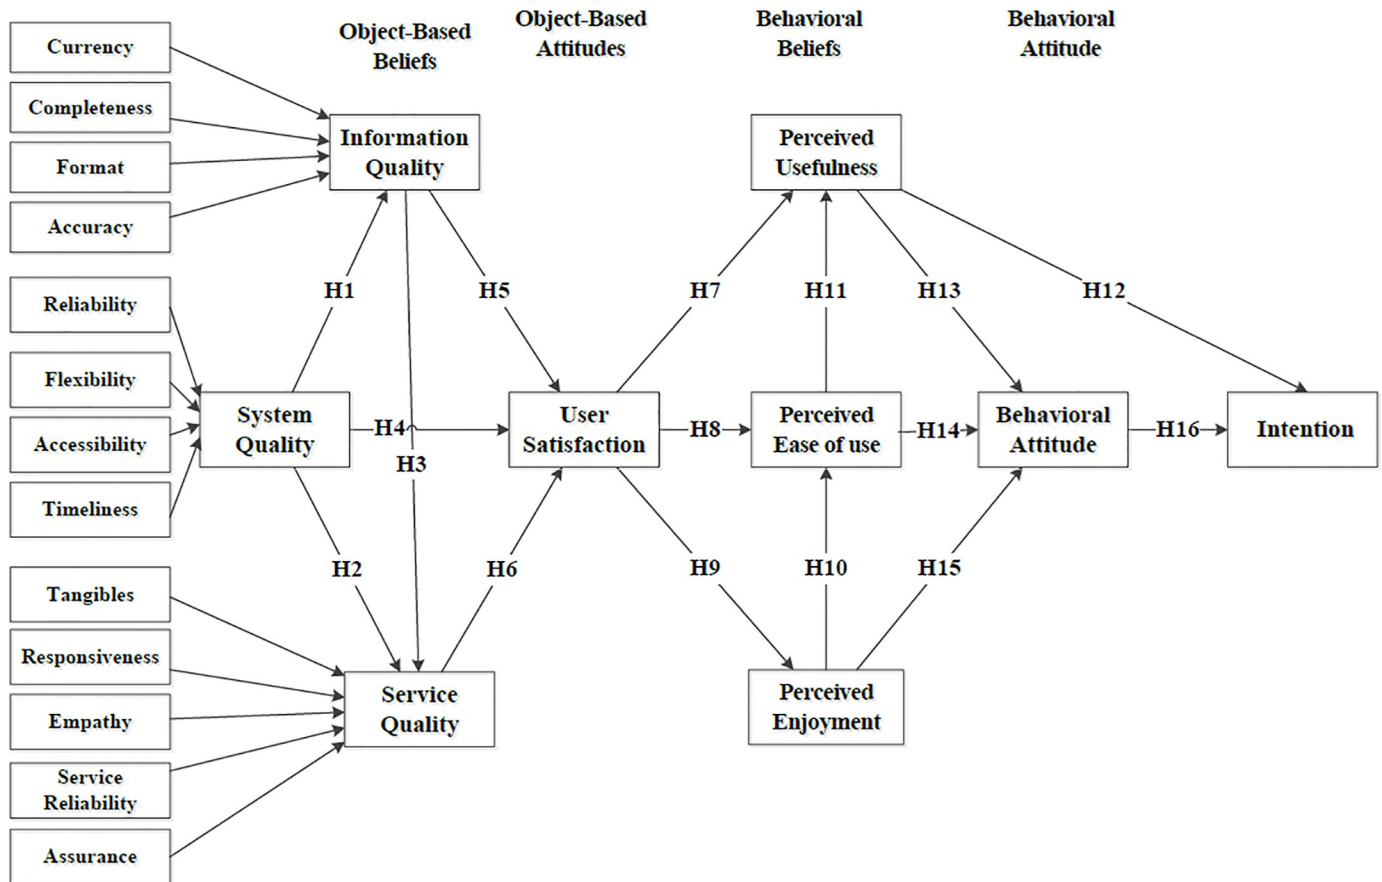 Object-Based
Beliefs
Object-Based
Attitudes
Behavioral
Beliefs
Behavioral
Attitude
Currency
Completeness
Format
Accuracy
Reliability
Flexibility
Accessibility
Timeliness
Tangibles
Responsiveness
Empathy
Service
Reliability
Assurance
Information
Quality
System
Quality
Service
Quality
User
Satisfaction
Perceived
Usefulness
Perceived
Ease of use
Perceived
Enjoyment
Behavioral
Attitude
Intention
H1
H2
H3
H4
H5
H6
H7
H8
H9
H10
H11
H12
H13
H14
H15
H16